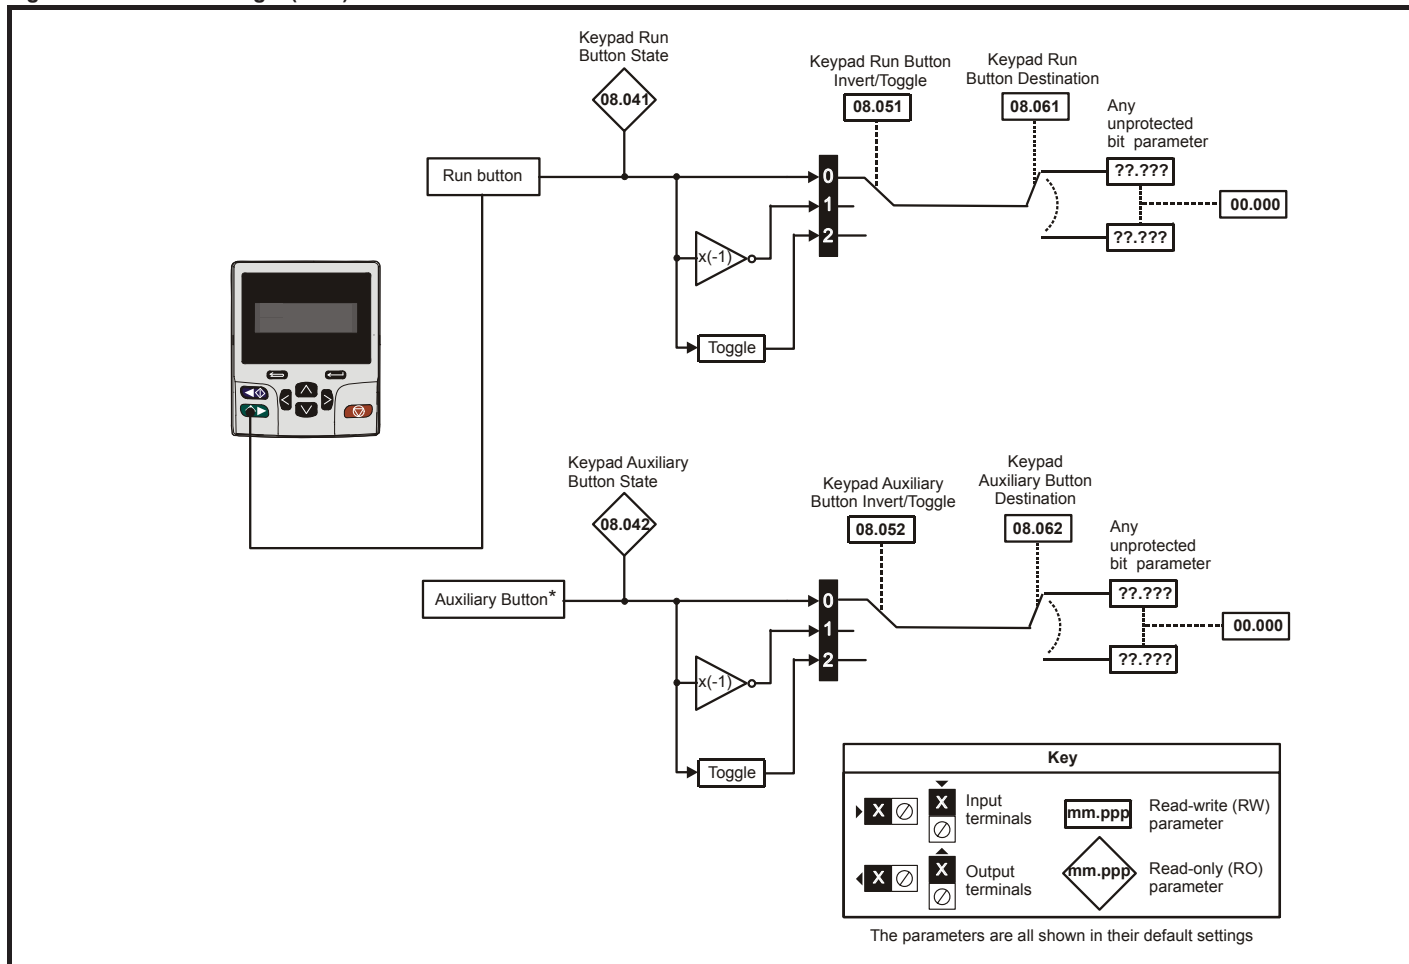 Keypad Run
Button State
08.041
Keypad Run Button
Invert/Toggle
08.051
Keypad Run
Button Destination
08.061
Any
unprotected
bit parameter
??.???
??.???
00.000
Run button
0
1
2
x(-1)
Toggle
Keypad Auxiliary
Button State
08.042
Keypad Auxiliary
Button Invert/Toggle
08.052
Keypad
Auxiliary Button
Destination
08.062
Any
unprotected
bit parameter
??.???
??.???
00.000
Auxiliary Button*
0
1
2
x(-1)
Toggle
Key
X
X
Input
terminals
mm.ppp
Read-write (RW)
parameter
X
X
Output
terminals
mm.ppp
Read-only (RO)
parameter
The parameters are all shown in their default settings